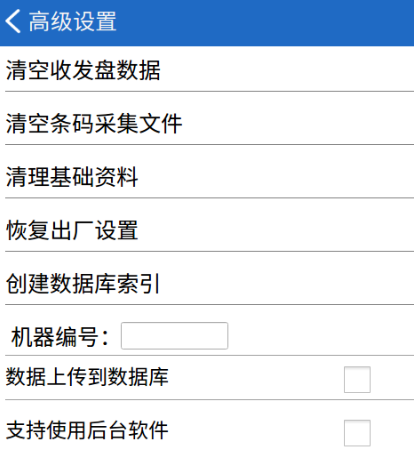 高级设置
清空收发盘数据
清空条码采集文件
清理基础资料
恢复出厂设置
创建数据库索引
机器编号：
数据上传到数据库
支持使用后台软件